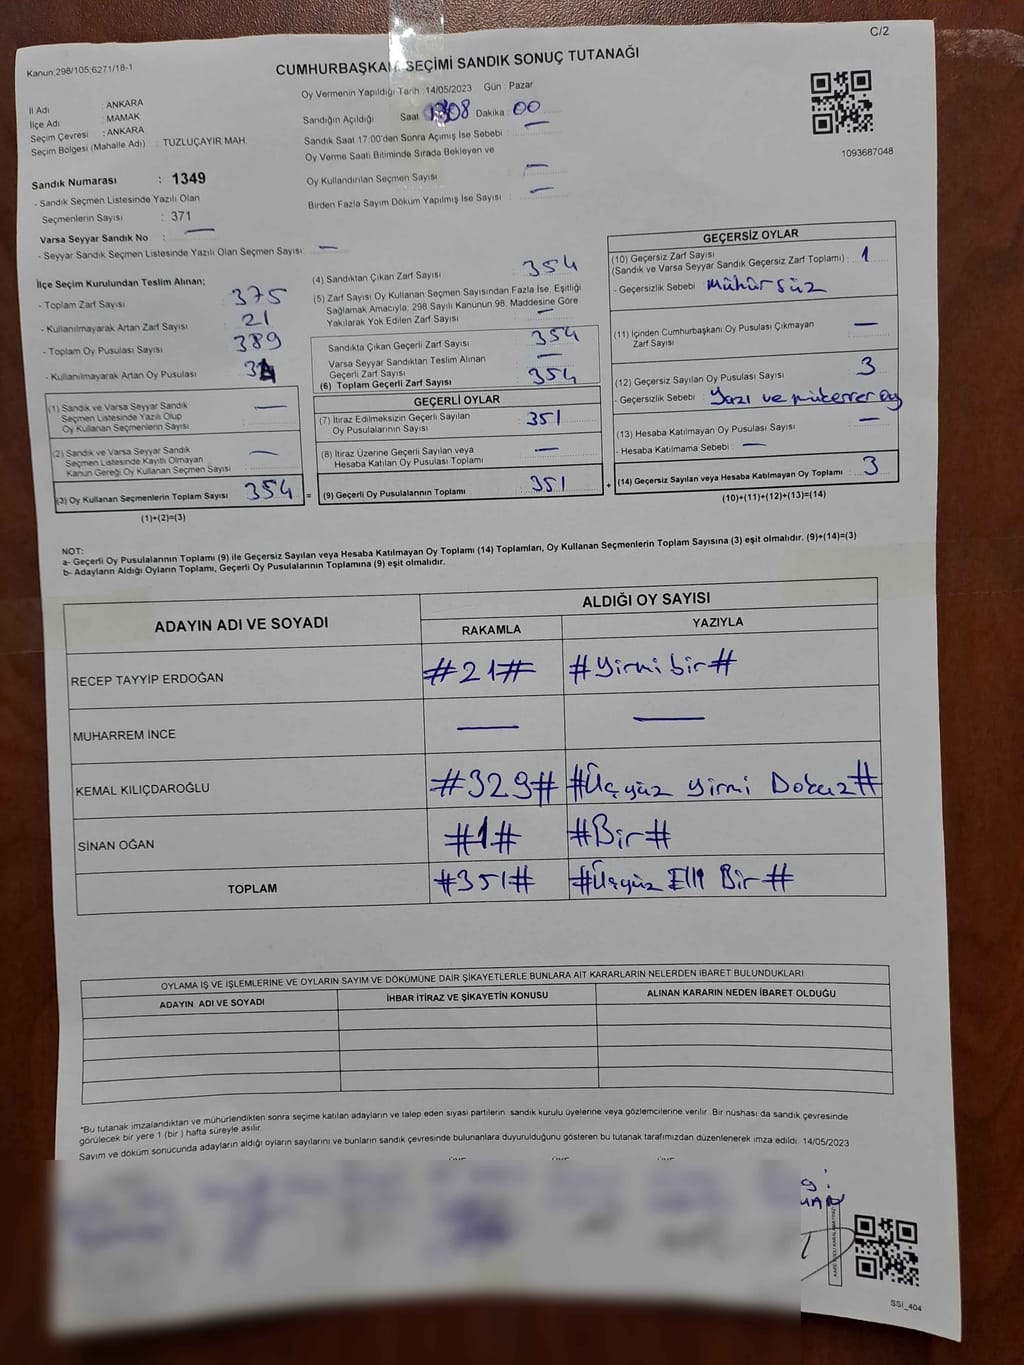 C/2
Kanun;298/105;6271/18-1
CUMHURBAŞKANI SEÇİMİ SANDIK SONUÇ TUTANAĞI
İl Adı : ANKARA
İlçe Adı : MAMAK
Seçim Çevresi : ANKARA
Seçim Bölgesi (Mahalle Adı) : TUZLUÇAYIR MAH.
Oy Vermenin Yapıldığı Tarih :14/05/2023 Gün : Pazar
Sandığın Açıldığı Saat Dakika 00
Sandık Saat 17.00'den Sonra Açımış İse Sebebi : —
Oy Verme Saati Bitiminde Sırada Bekleyen ve
Oy Kullandırılan Seçmen Sayısı : —
Birden Fazla Sayım Döküm Yapılmış İse Sayısı : —
1093687048
Sandık Numarası : 1349
- Sandık Seçmen Listesinde Yazılı Olan
Seçmenlerin Sayısı : 371
Varsa Seyyar Sandık No : —
- Seyyar Sandık Seçmen Listesinde Yazılı Olan Seçmen Sayısı: —
İlçe Seçim Kurulundan Teslim Alınan;
- Toplam Zarf Sayısı 375
- Kullanılmayarak Artan Zarf Sayısı 21
- Toplam Oy Pusulası Sayısı 389
- Kullanılmayarak Artan Oy Pusulası
(1) Sandık ve Varsa Seyyar Sandık
Seçmen Listesinde Yazılı Olup
Oy Kullanan Seçmenlerin Sayısı : —
(2) Sandık ve Varsa Seyyar Sandık
Seçmen Listesinde Kayıtlı Olmayan
Kanun Gereği Oy Kullanan Seçmen Sayısı : —
(3) Oy Kullanan Seçmenlerin Toplam Sayısı 354 =
(1)+(2)=(3)
(4) Sandıktan Çıkan Zarf Sayısı 354
(5) Zarf Sayısı Oy Kullanan Seçmen Sayısından Fazla İse, Eşitliği
Sağlamak Amacıyla, 298 Sayılı Kanunun 98. Maddesine Göre
Yakılarak Yok Edilen Zarf Sayısı : —
Sandıkta Çıkan Geçerli Zarf Sayısı 354
Varsa Seyyar Sandıktan Teslim Alınan
Geçerli Zarf Sayısı —
(6) Toplam Geçerli Zarf Sayısı 354
GEÇERLİ OYLAR
(7) İtiraz Edilmeksizin Geçerli Sayılan
Oy Pusulalarının Sayısı : 351
(8) İtiraz Üzerine Geçerli Sayılan veya
Hesaba Katılan Oy Pusulası Toplamı : —
(9) Geçerli Oy Pusulalarının Toplamı 351 +
GEÇERSİZ OYLAR
(10) Geçersiz Zarf Sayısı
(Sandık ve Varsa Seyyar Sandık Geçersiz Zarf Toplamı) : 1
- Geçersizlik Sebebi : Mühürsüz
(11) İçinden Cumhurbaşkanı Oy Pusulası Çıkmayan
Zarf Sayısı —
(12) Geçersiz Sayılan Oy Pusulası Sayısı 3
- Geçersizlik Sebebi : Yazı ve mükerrer oy
(13) Hesaba Katılmayan Oy Pusulası Sayısı —
- Hesaba Katılmama Sebebi : —
(14) Geçersiz Sayılan veya Hesaba Katılmayan Oy Toplamı : 3
(10)+(11)+(12)+(13)=(14)
NOT:
a- Geçerli Oy Pusulalarının Toplamı (9) ile Geçersiz Sayılan veya Hesaba Katılmayan Oy Toplamı (14) Toplamları, Oy Kullanan Seçmenlerin Toplam Sayısına (3) eşit olmalıdır. (9)+(14)=(3)
b- Adayların Aldığı Oyların Toplamı, Geçerli Oy Pusulalarının Toplamına (9) eşit olmalıdır.
ADAYIN ADI VE SOYADI
ALDIĞI OY SAYISI
RAKAMLA YAZIYLA
RECEP TAYYİP ERDOĞAN #21# #Yirmi bir#
MUHARREM İNCE — —
KEMAL KILIÇDAROĞLU #329# #Üçyüz yirmi Dokuz#
SİNAN OĞAN #1# #Bir#
TOPLAM #351# #Üçyüz Elli Bir#
OYLAMA İŞ VE İŞLEMLERİNE VE OYLARIN SAYIM VE DÖKÜMÜNE DAİR ŞİKAYETLERLE BUNLARA AİT KARARLARIN NELERDEN İBARET BULUNDUKLARI
ADAYIN ADI VE SOYADI İHBAR İTİRAZ VE ŞİKAYETİN KONUSU ALINAN KARARIN NEDEN İBARET OLDUĞU
*Bu tutanak imzalandıktan ve mühürlendikten sonra seçime katılan adayların ve talep eden siyasi partilerin sandık kurulu üyelerine veya gözlemcilerine verilir. Bir nüshası da sandık çevresinde
görülecek bir yere 1 (bir) hafta süreyle asılır.
Sayım ve döküm sonucunda adayların aldığı oyların sayılarını ve bunların sandık çevresinde bulunanlara duyurulduğunu gösteren bu tutanak tarafımızdan düzenlenerek imza edildi. 14/05/2023
SSI_404